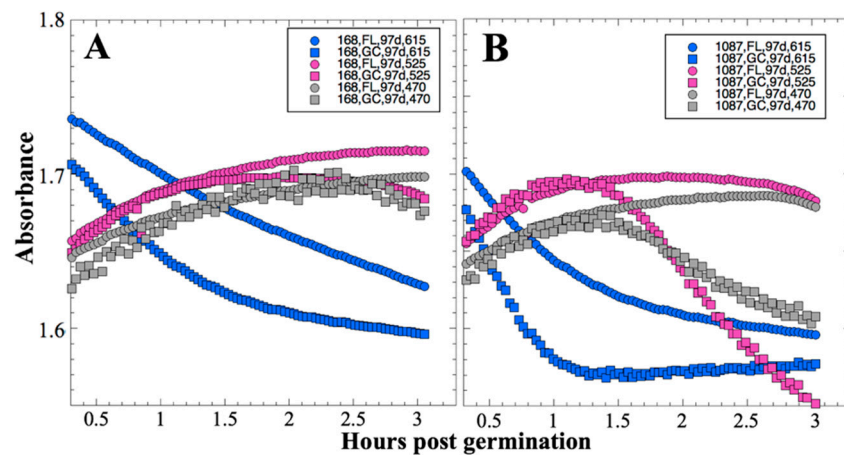 A
168,FL,97d,615
168,GC,97d,615
168,FL,97d,525
168,GC,97d,525
168,FL,97d,470
168,GC,97d,470
B
1087,FL,97d,615
1087,GC,97d,615
1087,FL,97d,525
1087,GC,97d,525
1087,FL,97d,470
1087,GC,97d,470
Absorbance
1.8
1.7
1.6
0.5 1 1.5 2 2.5 3
0.5 1 1.5 2 2.5 3
Hours post germination